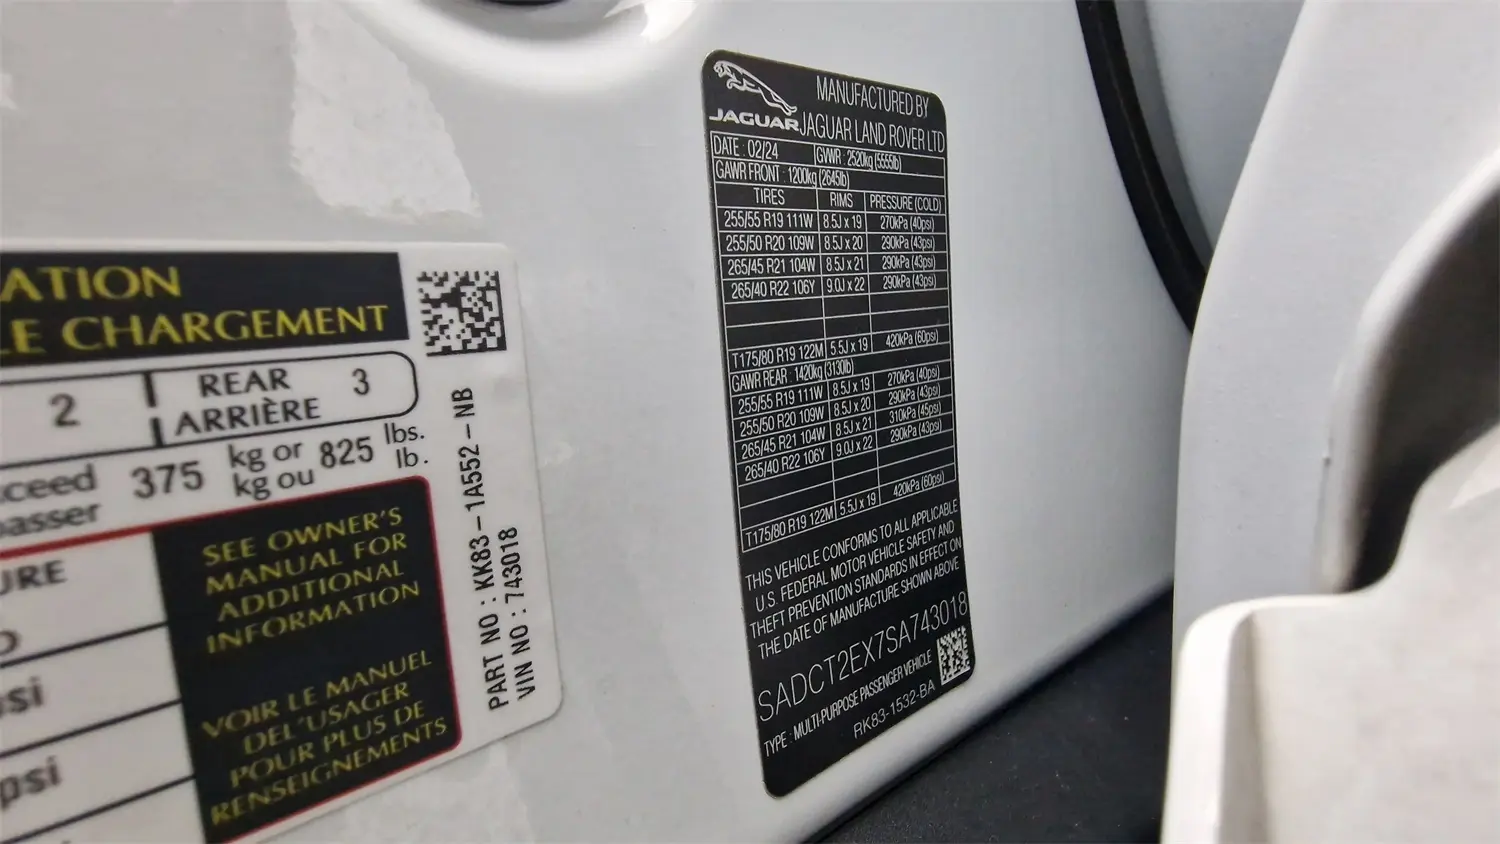 ATION
LE CHARGEMENT
2 REAR 3
ARRIÈRE
xceed 375 kg or 825 lbs.
passer kg ou lb.
URE
SEE OWNER'S
MANUAL FOR
ADDITIONAL
INFORMATION
si
psi
VOIR LE MANUEL
DEL'USAGER
POUR PLUS DE
RENSEIGNEMENTS
PART NO : KK83-1A552-NB
VIN NO : 743018
JAGUAR
MANUFACTURED BY
JAGUAR LAND ROVER LTD
DATE : 02/24 GVWR : 2520kg (5555lb)
GAWR FRONT : 1200kg (2645lb)
TIRES RIMS PRESSURE (COLD)
255/55 R19 111W 8.5J x 19 270kPa (40psi)
255/50 R20 109W 8.5J x 20 290kPa (43psi)
265/45 R21 104W 8.5J x 21 290kPa (43psi)
265/40 R22 106Y 9.0J x 22 290kPa (43psi)
T175/80 R19 122M 5.5J x 19 420kPa (60psi)
GAWR REAR : 1420kg (3130lb)
255/55 R19 111W 8.5J x 19 270kPa (40psi)
255/50 R20 109W 8.5J x 20 290kPa (43psi)
265/45 R21 104W 8.5J x 21 310kPa (45psi)
265/40 R22 106Y 9.0J x 22 290kPa (43psi)
T175/80 R19 122M 5.5J x 19 420kPa (60psi)
THIS VEHICLE CONFORMS TO ALL APPLICABLE
U.S. FEDERAL MOTOR VEHICLE SAFETY AND
THEFT PREVENTION STANDARDS IN EFFECT ON
THE DATE OF MANUFACTURE SHOWN ABOVE
SADCT2EX7SA743018
TYPE : MULTI-PURPOSE PASSENGER VEHICLE
RK83-1532-BA